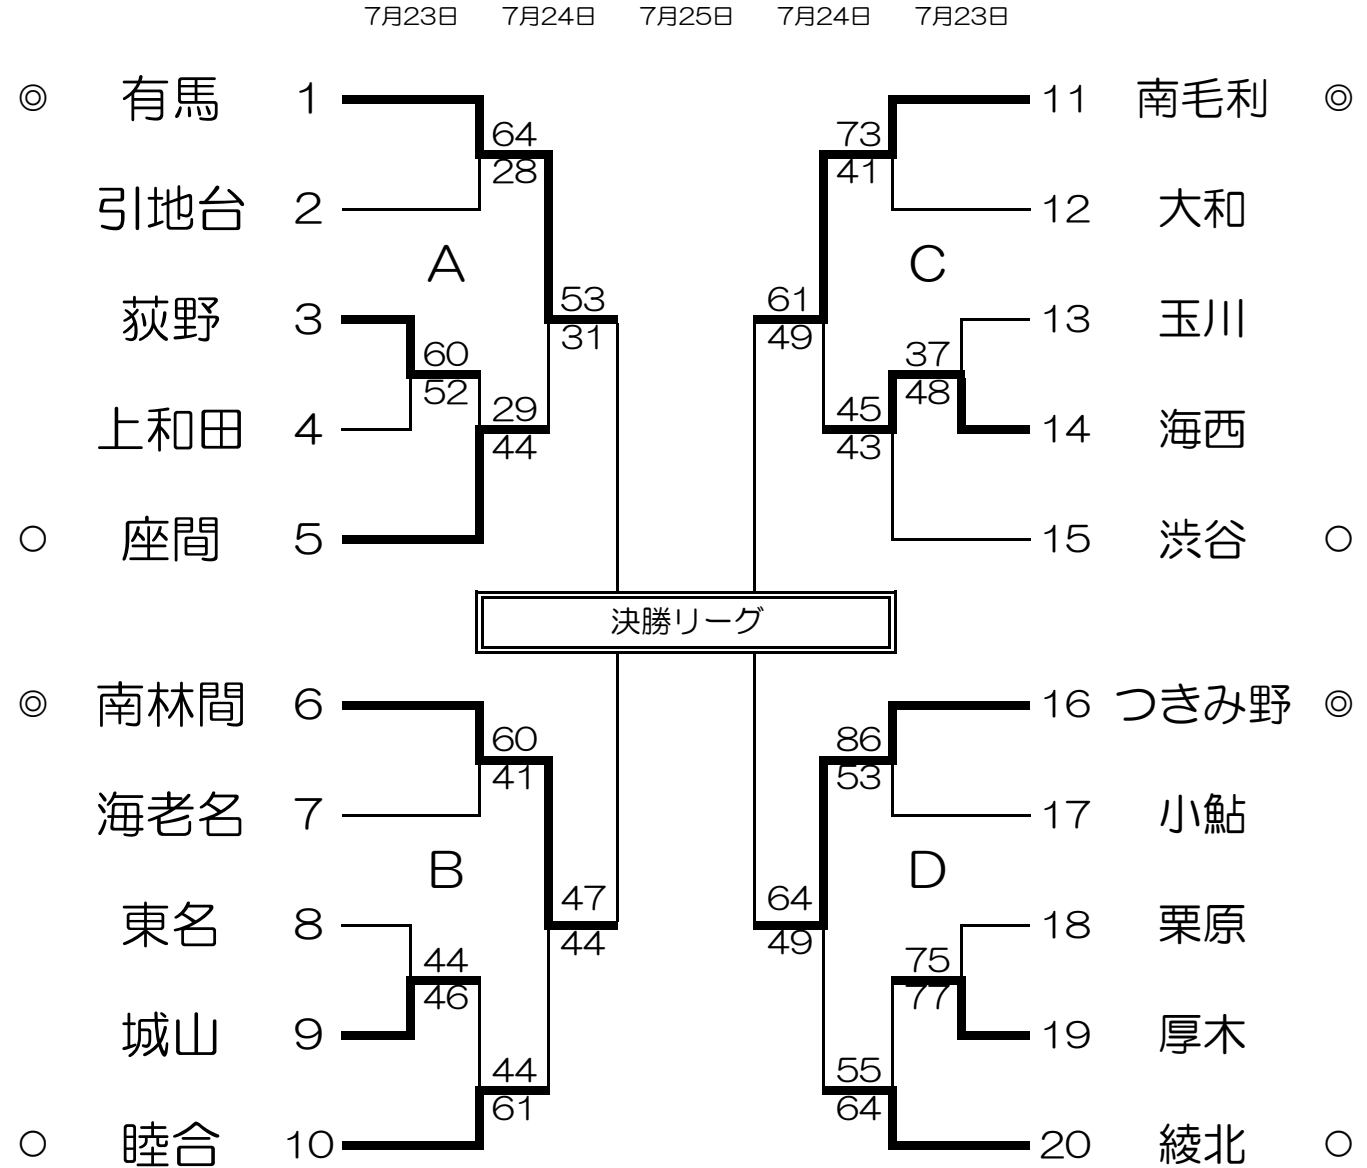 7月23日 7月24日 7月25日 7月24日 7月23日
◎ 有馬 1 11 南毛利 ◎
64 73
28 41
引地台 2 12 大和
A C
53 61
荻野 3 13 玉川
31 49
60 37
52 48
29 45
上和田 4 14 海西
44 43
○ 座間 5 15 渋谷 ○
決勝リーグ
◎ 南林間 6 16 つきみ野 ◎
60 86
41 53
海老名 7 17 小鮎
B D
47 64
東名 8 18 栗原
44 49
44 75
46 77
城山 9 19 厚木
44 55
61 64
○ 睦合 10 20 綾北 ○